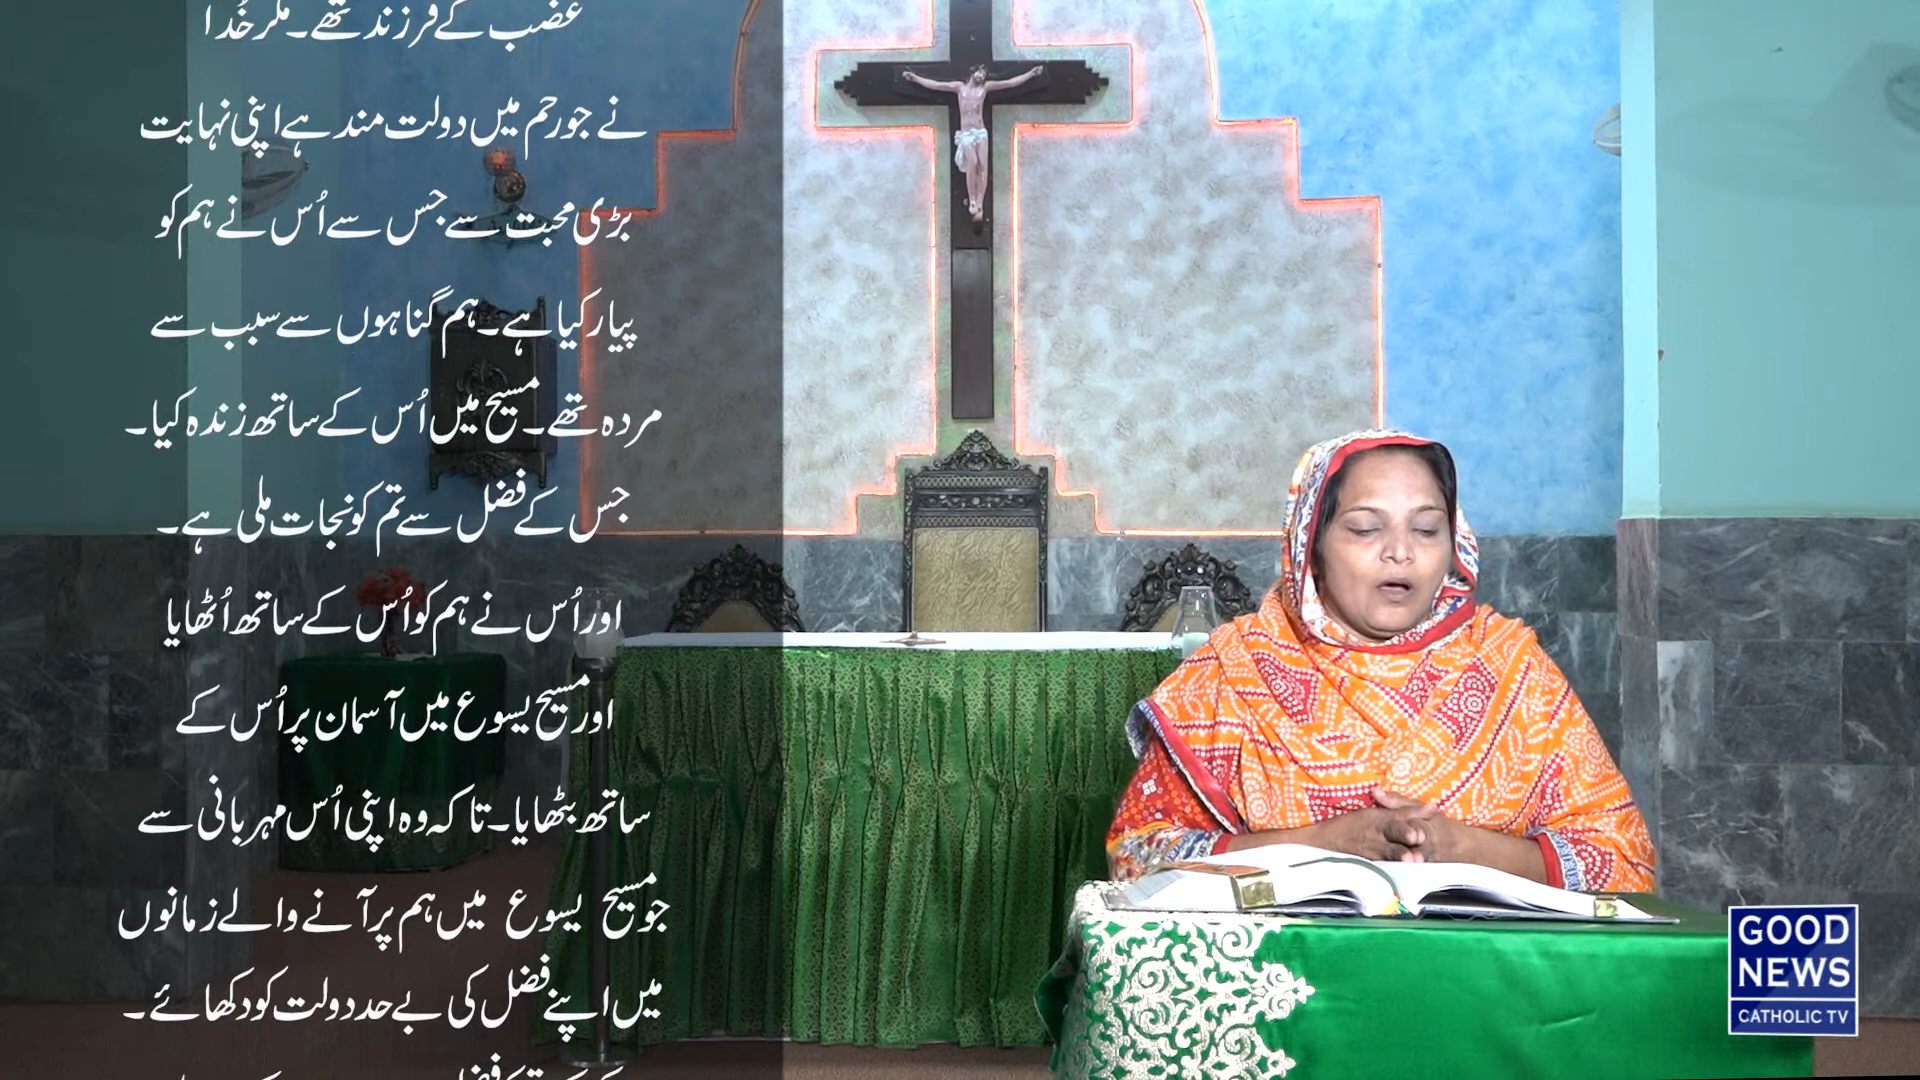 غضب کے فرزند تھے۔ مگر خُدا
نے جو رحم میں دولت مند ہے اپنی نہایت
بڑی محبت سے جس سے اُس نے ہم کو
پیار کیا ہے۔ ہم گناہوں سے سبب سے
مردہ تھے۔ مسیح میں اُس کے ساتھ زندہ کیا۔
جس کے فضل سے تم کو نجات ملی ہے۔
اور اُس نے ہم کو اُس کے ساتھ اُٹھایا
اور مسیح یسوع میں آسمان پر اُس کے
ساتھ بٹھایا۔ تاکہ وہ اپنی اُس مہربانی سے
جو مسیح یسوع میں ہم پر آنے والے زمانوں
میں اپنے فضل کی بے حد دولت کو دکھائے۔
GOOD
NEWS
CATHOLIC TV